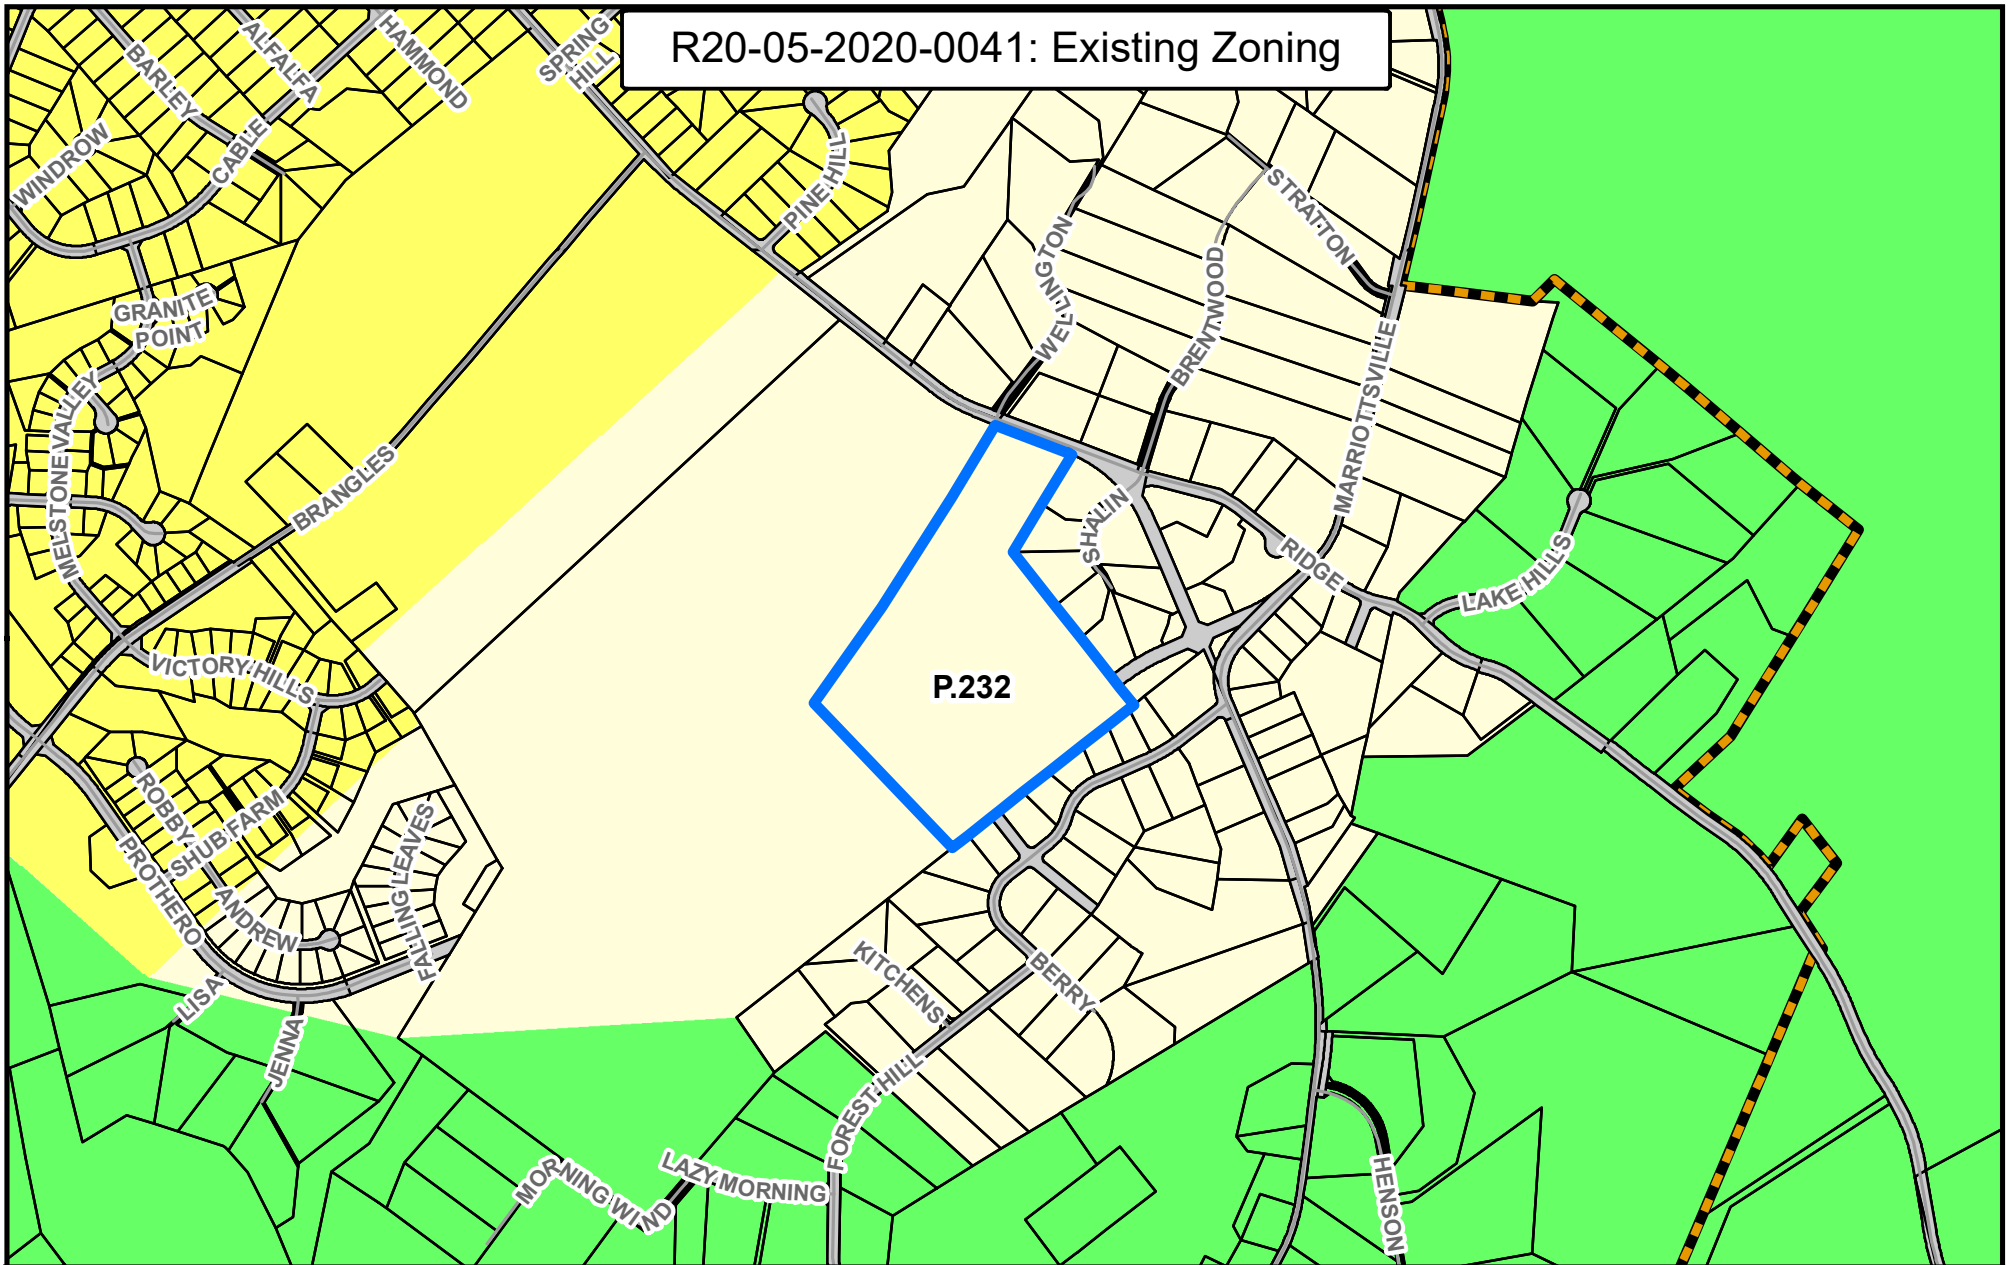 R20-05-2020-0041: Existing Zoning
BARLEY
ALFALFA
HAMMOND
SPRING
HILL
WINDROW
CABLE
PINE HILL
STRATTON
WELLINGTON
BRENTWOOD
GRANITE
POINT
MARRIOTTSVILLE
MELSTONE VALLEY
BRANGLES
SHALIN
RIDGE
LAKE HILLS
VICTORY HILLS
P.232
ROBBY
SHUB FARM
PROTHERO
ANDREW
FALLING LEAVES
LISA
JENNA
KITCHENS
BERRY
FOREST HILL
MORNING WIND
LAZY MORNING
HENSON